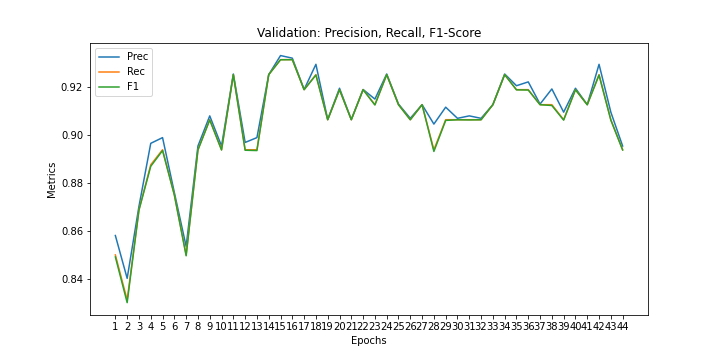 Validation: Precision, Recall, F1-Score
Prec
Rec
F1
Metrics
0.92
0.90
0.88
0.86
0.84
1 2 3 4 5 6 7 8 9 10 11 12 13 14 15 16 17 18 19 20 21 22 23 24 25 26 27 28 29 30 31 32 33 34 35 36 37 38 39 40 41 42 43 44
Epochs